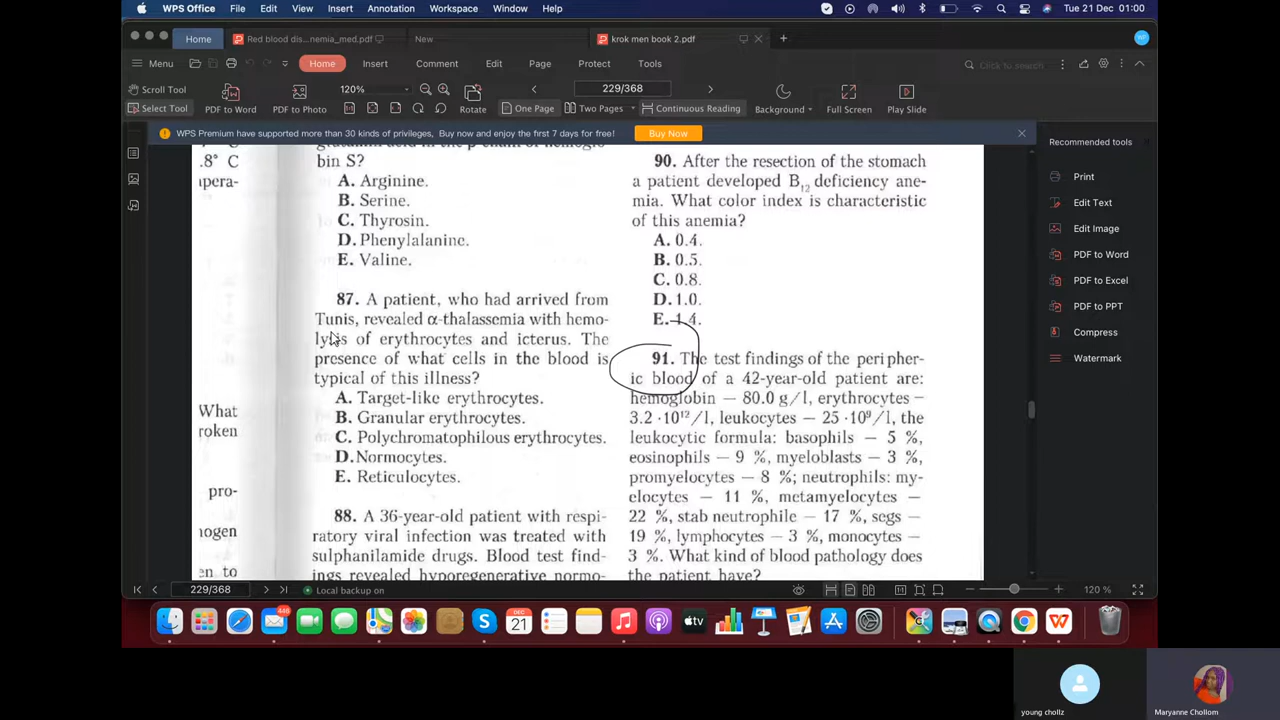 WPS Office File Edit View Insert Annotation Workspace Window Help Tue 21 Dec 01:00
Home Red blood dis...nemia_med.pdf New krok men book 2.pdf WP
Menu Home Insert Comment Edit Page Protect Tools Click to search
Scroll Tool 120% 229/368
Select Tool PDF to Word PDF to Photo Rotate One Page Two Pages Continuous Reading Background Full Screen Play Slide
WPS Premium have supported more than 30 kinds of privileges, Buy now and enjoy the first 7 days for free! Buy Now
Recommended tools
Print
Edit Text
Edit Image
PDF to Word
PDF to Excel
PDF to PPT
Compress
Watermark
.8° C
apera-
What
roken
pro-
nogen
en to
bin S?
A. Arginine.
B. Serine.
C. Thyrosin.
D. Phenylalanine.
E. Valine.
87. A patient, who had arrived from
Tunis, revealed α-thalassemia with hemo-
lysis of erythrocytes and icterus. The
presence of what cells in the blood is
typical of this illness?
A. Target-like erythrocytes.
B. Granular erythrocytes.
C. Polychromatophilous erythrocytes.
D. Normocytes.
E. Reticulocytes.
88. A 36-year-old patient with respi-
ratory viral infection was treated with
sulphanilamide drugs. Blood test find-
ings revealed hyporegenerative normo-
90. After the resection of the stomach
a patient developed B12 deficiency ane-
mia. What color index is characteristic
of this anemia?
A. 0.4.
B. 0.5.
C. 0.8.
D. 1.0.
E. 1.4.
91. The test findings of the peripher-
ic blood of a 42-year-old patient are:
hemoglobin — 80.0 g/l, erythrocytes —
3.2 ·10¹²/l, leukocytes — 25 ·10⁹/l, the
leukocytic formula: basophils — 5 %,
eosinophils — 9 %, myeloblasts — 3 %,
promyelocytes — 8 %; neutrophils: my-
elocytes — 11 %, metamyelocytes —
22 %, stab neutrophile — 17 %, segs —
19 %, lymphocytes — 3 %, monocytes —
3 %. What kind of blood pathology does
the patient have?
229/368 Local backup on 120 %
446
DEC
21
tv
young chollz Maryanne Chollom